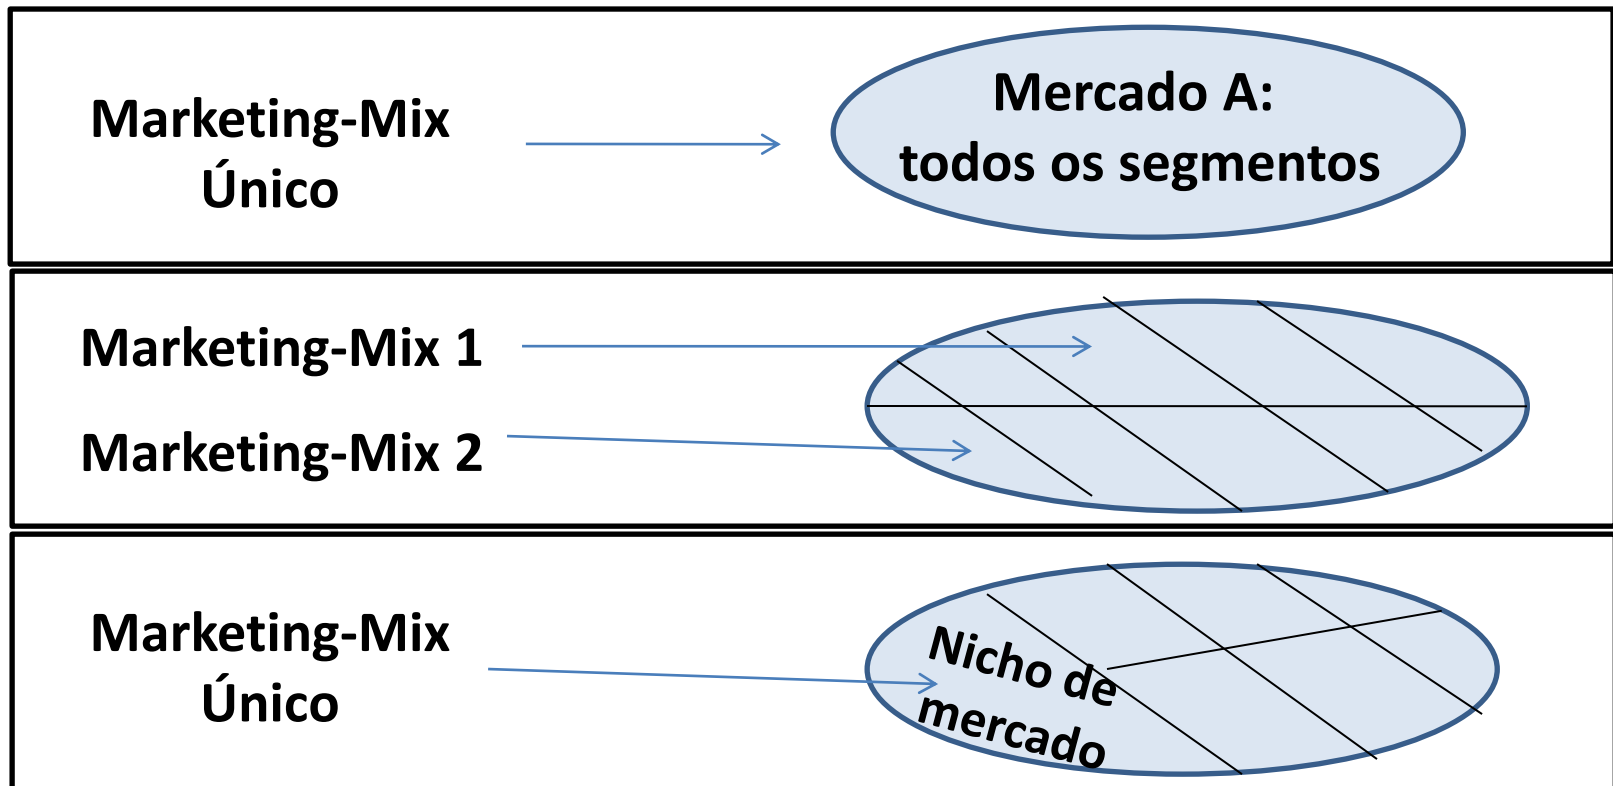 Marketing-Mix
Único
Mercado A:
todos os segmentos
Marketing-Mix 1
Marketing-Mix 2
Marketing-Mix
Único
Nicho de
mercado